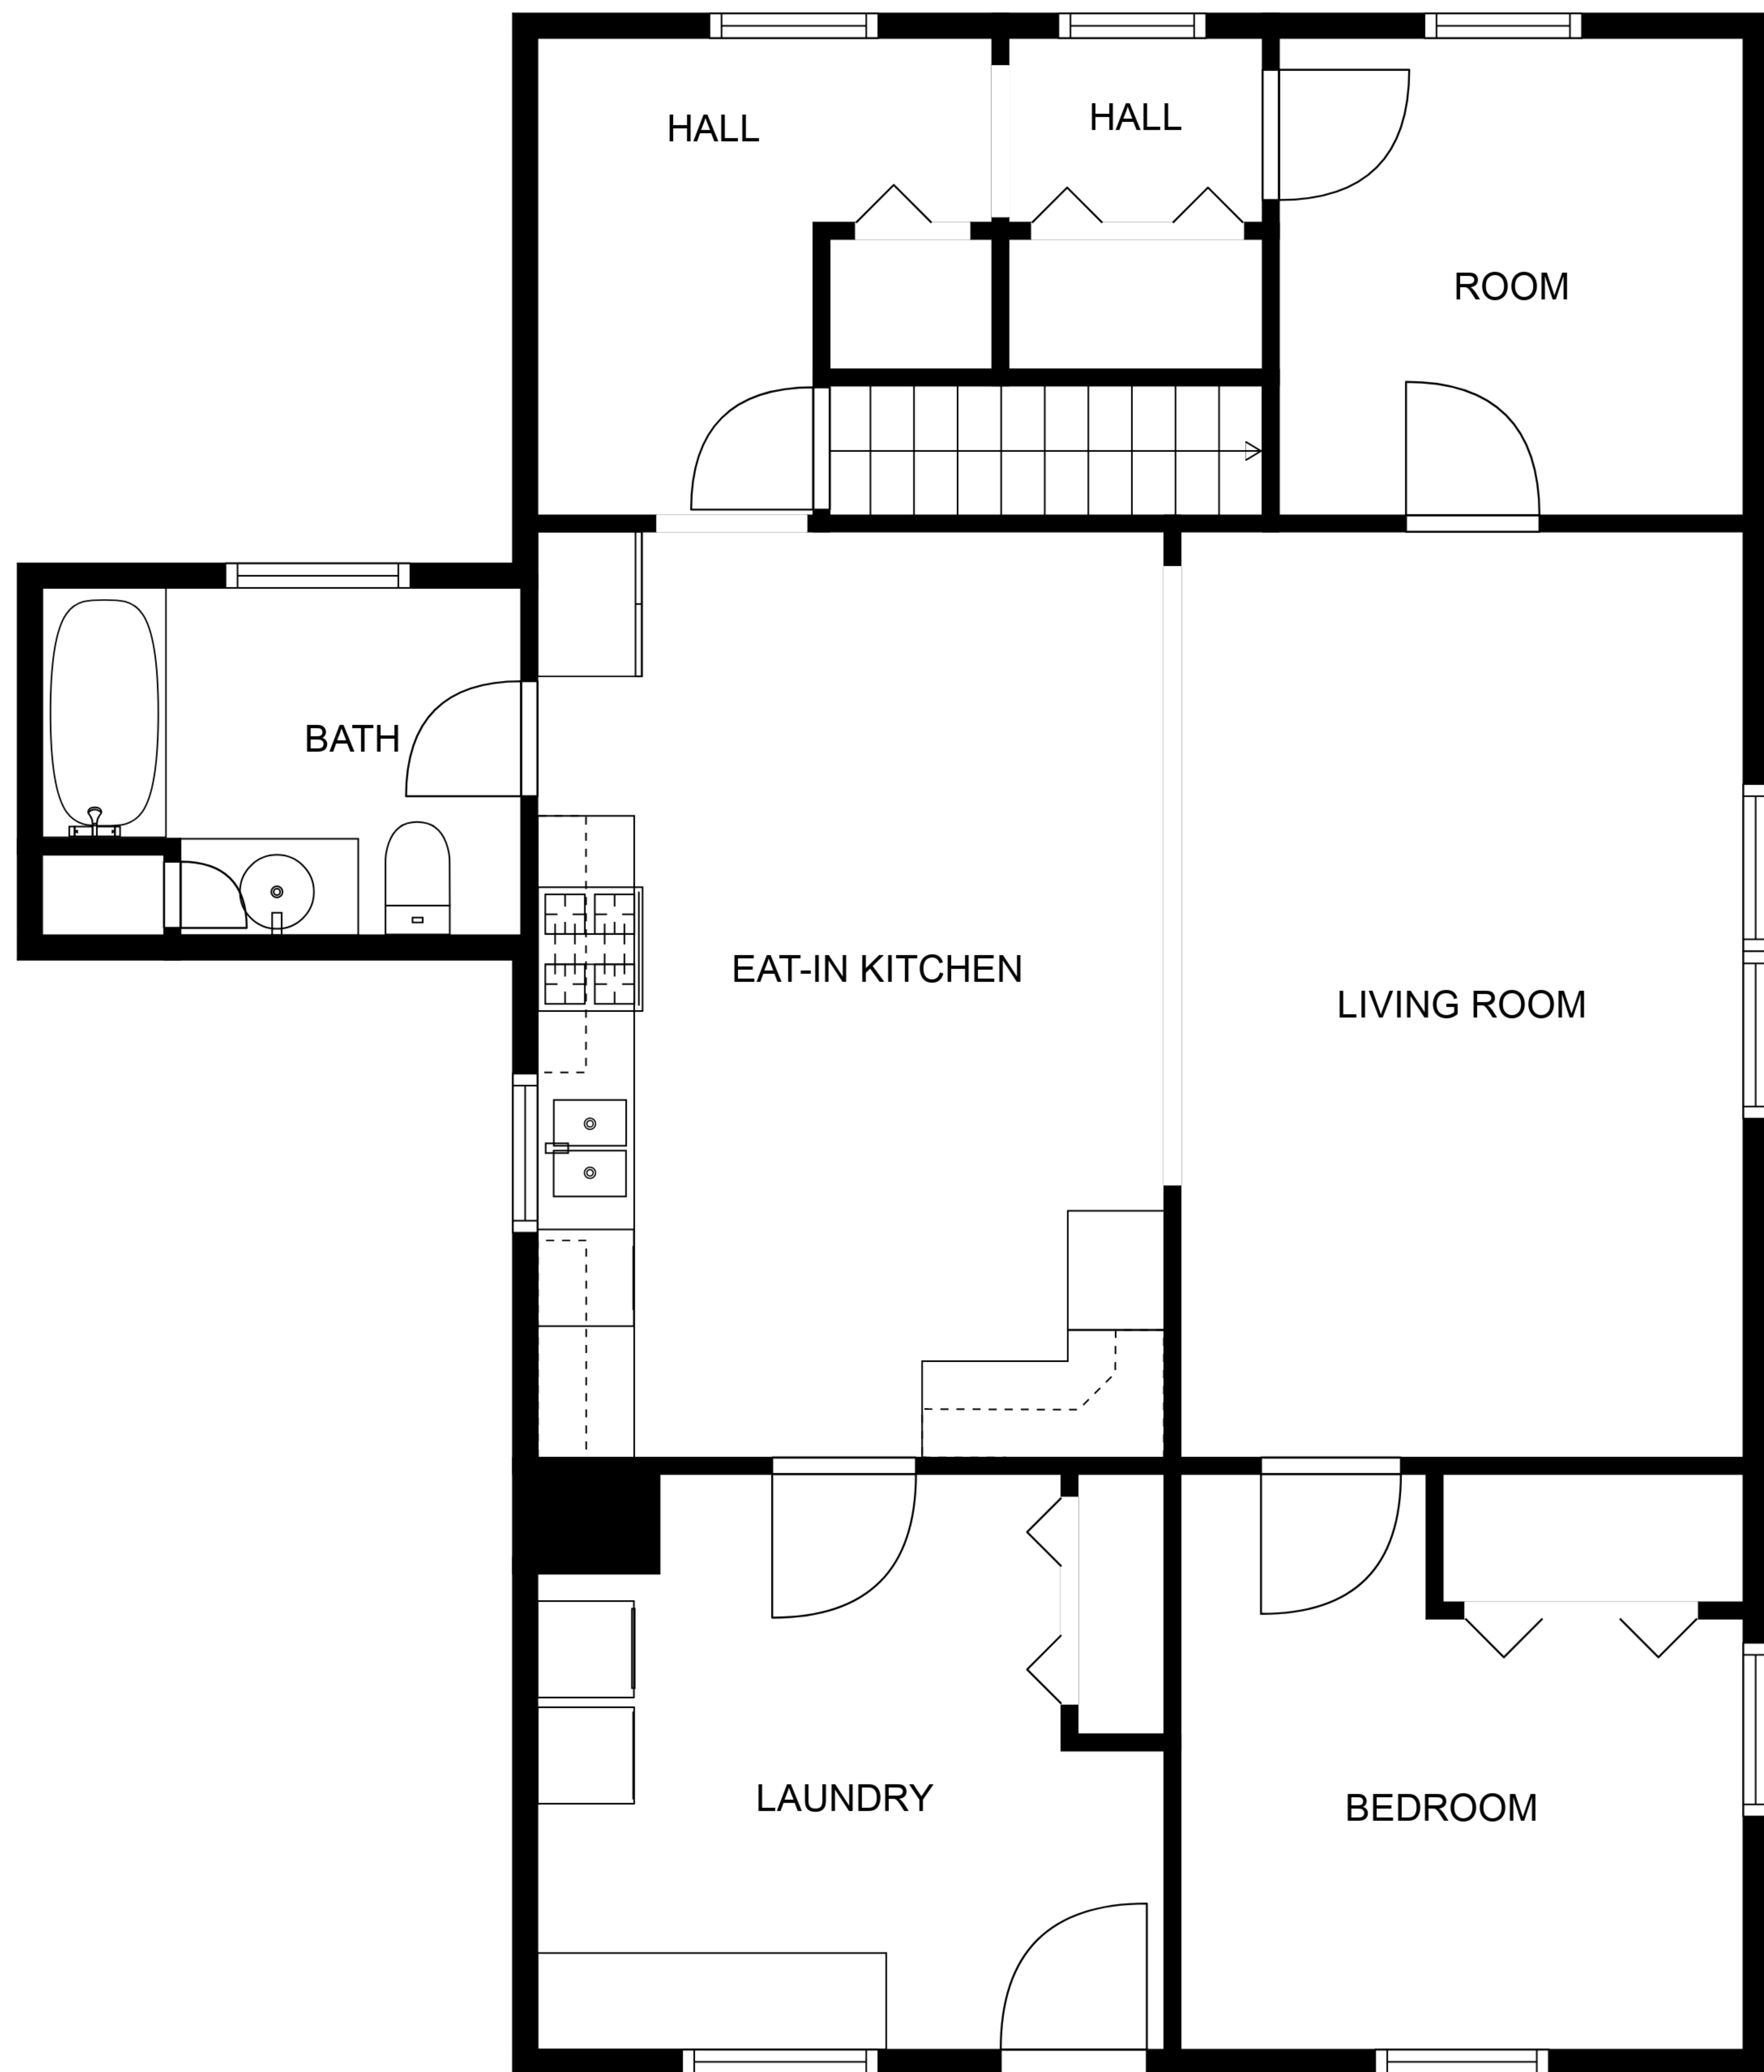 HALL
HALL
ROOM
BATH
EAT-IN KITCHEN
LIVING ROOM
LAUNDRY
BEDROOM